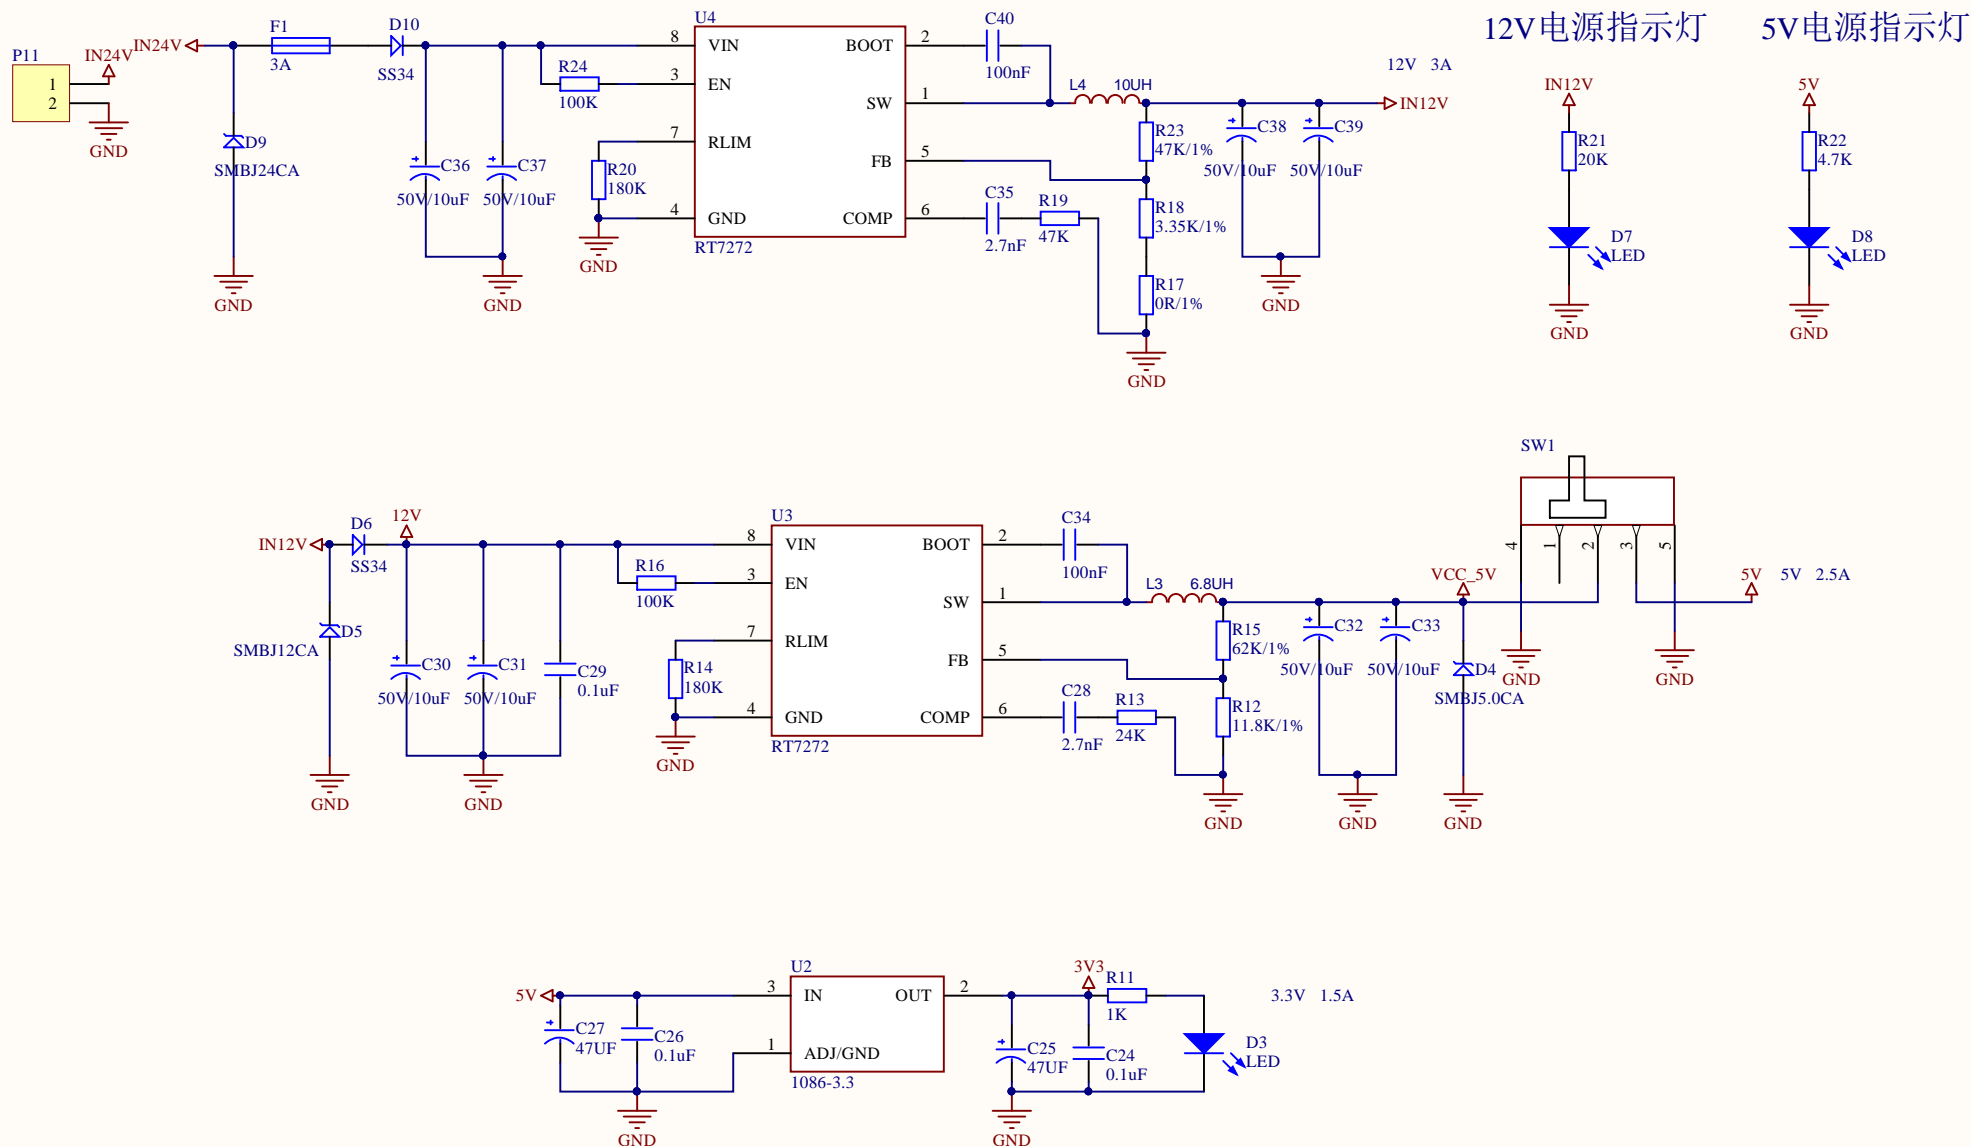 12V电源指示灯
5V电源指示灯
P11
1
2
IN24V
GND
IN24V
F1
3A
D10
SS34
D9
SMBJ24CA
GND
C36
50V/10uF
C37
50V/10uF
GND
R24
100K
R20
180K
GND
U4
8
VIN
3
EN
7
RLIM
4
GND
BOOT
2
SW
1
FB
5
COMP
6
RT7272
C40
100nF
L4
10UH
12V 3A
IN12V
R23
47K/1%
C35
2.7nF
R19
47K
R18
3.35K/1%
R17
0R/1%
GND
C38
50V/10uF
C39
50V/10uF
GND
IN12V
R21
20K
D7
LED
GND
5V
R22
4.7K
D8
LED
GND
IN12V
D6
SS34
12V
D5
SMBJ12CA
GND
C30
50V/10uF
C31
50V/10uF
C29
0.1uF
GND
R16
100K
R14
180K
GND
U3
8
VIN
3
EN
7
RLIM
4
GND
BOOT
2
SW
1
FB
5
COMP
6
RT7272
C34
100nF
L3
6.8UH
R15
62K/1%
C28
2.7nF
R13
24K
R12
11.8K/1%
GND
C32
50V/10uF
C33
50V/10uF
GND
VCC_5V
D4
SMBJ5.0CA
GND
SW1
4
1
2
3
5
GND
GND
5V
5V 2.5A
5V
C27
47UF
C26
0.1uF
GND
U2
3
IN
1
ADJ/GND
OUT
2
1086-3.3
3V3
R11
1K
C25
47UF
C24
0.1uF
GND
D3
LED
3.3V 1.5A